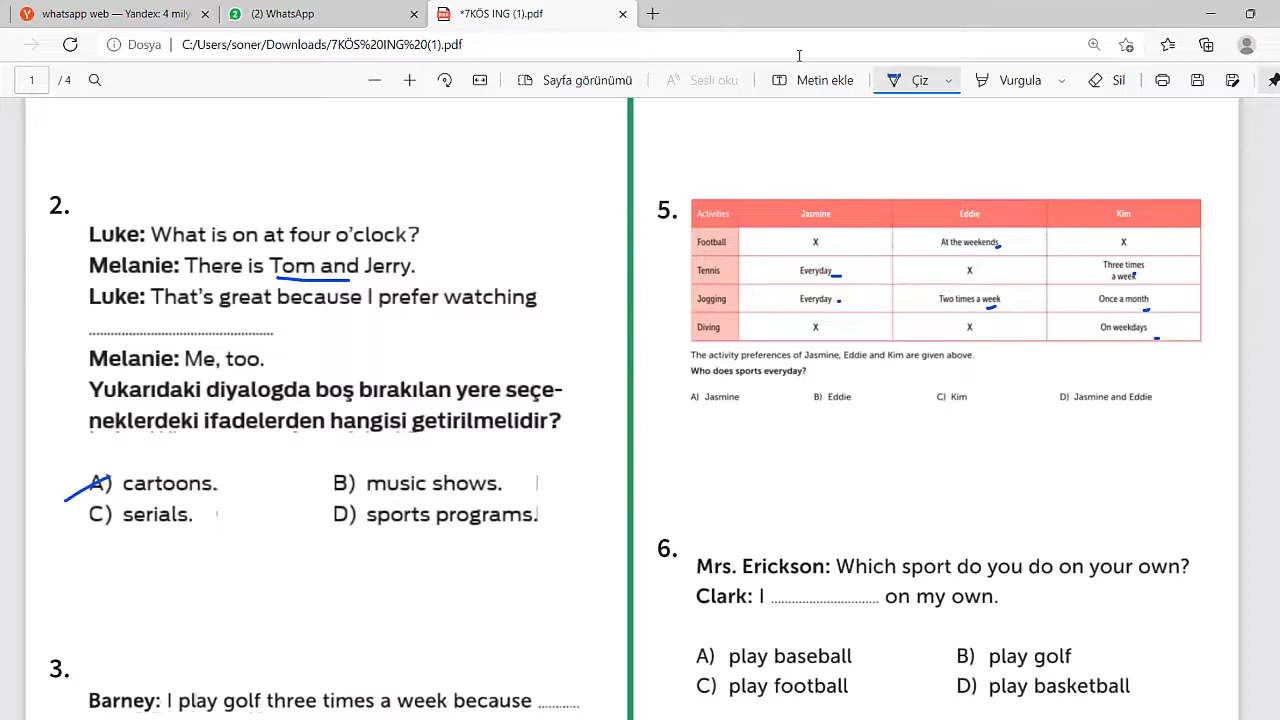 whatsapp web — Yandex: 4 mily
(2) WhatsApp
*7KÖS ING (1).pdf
Dosya
C:/Users/soner/Downloads/7KÖS%20ING%20(1).pdf
1 / 4
Sayfa görünümü
Sesli oku
Metin ekle
Çiz
Vurgula
Sil
2.
Luke: What is on at four o'clock?
Melanie: There is Tom and Jerry.
Luke: That's great because I prefer watching
..............................................
Melanie: Me, too.
Yukarıdaki diyalogda boş bırakılan yere seçe-
neklerdeki ifadelerden hangisi getirilmelidir?
A) cartoons.
B) music shows.
C) serials.
D) sports programs.
3.
Barney: I play golf three times a week because ...........
5.
Activities Jasmine Eddie Kim
Football X At the weekends X
Tennis Everyday X Three times
a week
Jogging Everyday Two times a week Once a month
Diving X X On weekdays
The activity preferences of Jasmine, Eddie and Kim are given above.
Who does sports everyday?
A) Jasmine
B) Eddie
C) Kim
D) Jasmine and Eddie
6.
Mrs. Erickson: Which sport do you do on your own?
Clark: I .............................. on my own.
A) play baseball
B) play golf
C) play football
D) play basketball